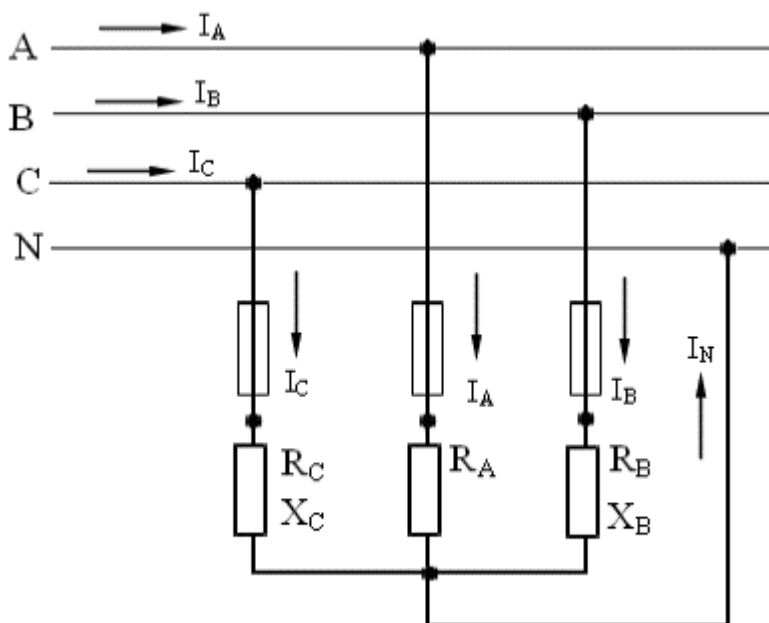 A I_A
B I_B
C I_C
N
I_C I_A I_B I_N
R_C R_A R_B
X_C X_B